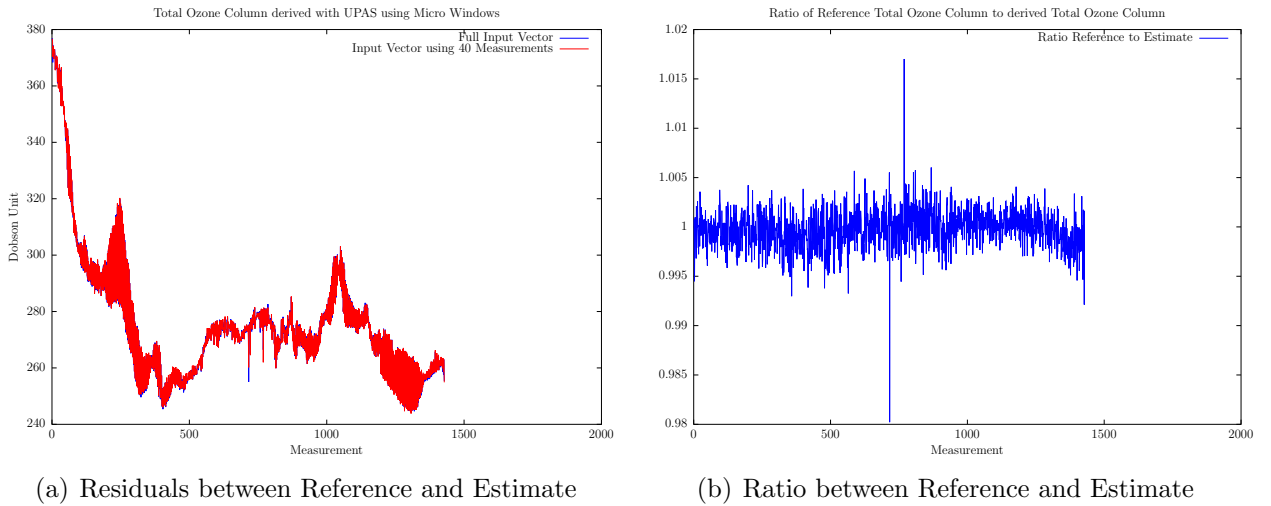 Total Ozone Column derived with UPAS using Micro Windows
Full Input Vector
Input Vector using 40 Measurements
380
360
340
320
300
280
260
240
Dobson Unit
0 500 1000 1500 2000
Measurement
(a) Residuals between Reference and Estimate
Ratio of Reference Total Ozone Column to derived Total Ozone Column
Ratio Reference to Estimate
1.02
1.015
1.01
1.005
1
0.995
0.99
0.985
0.98
0 500 1000 1500 2000
Measurement
(b) Ratio between Reference and Estimate